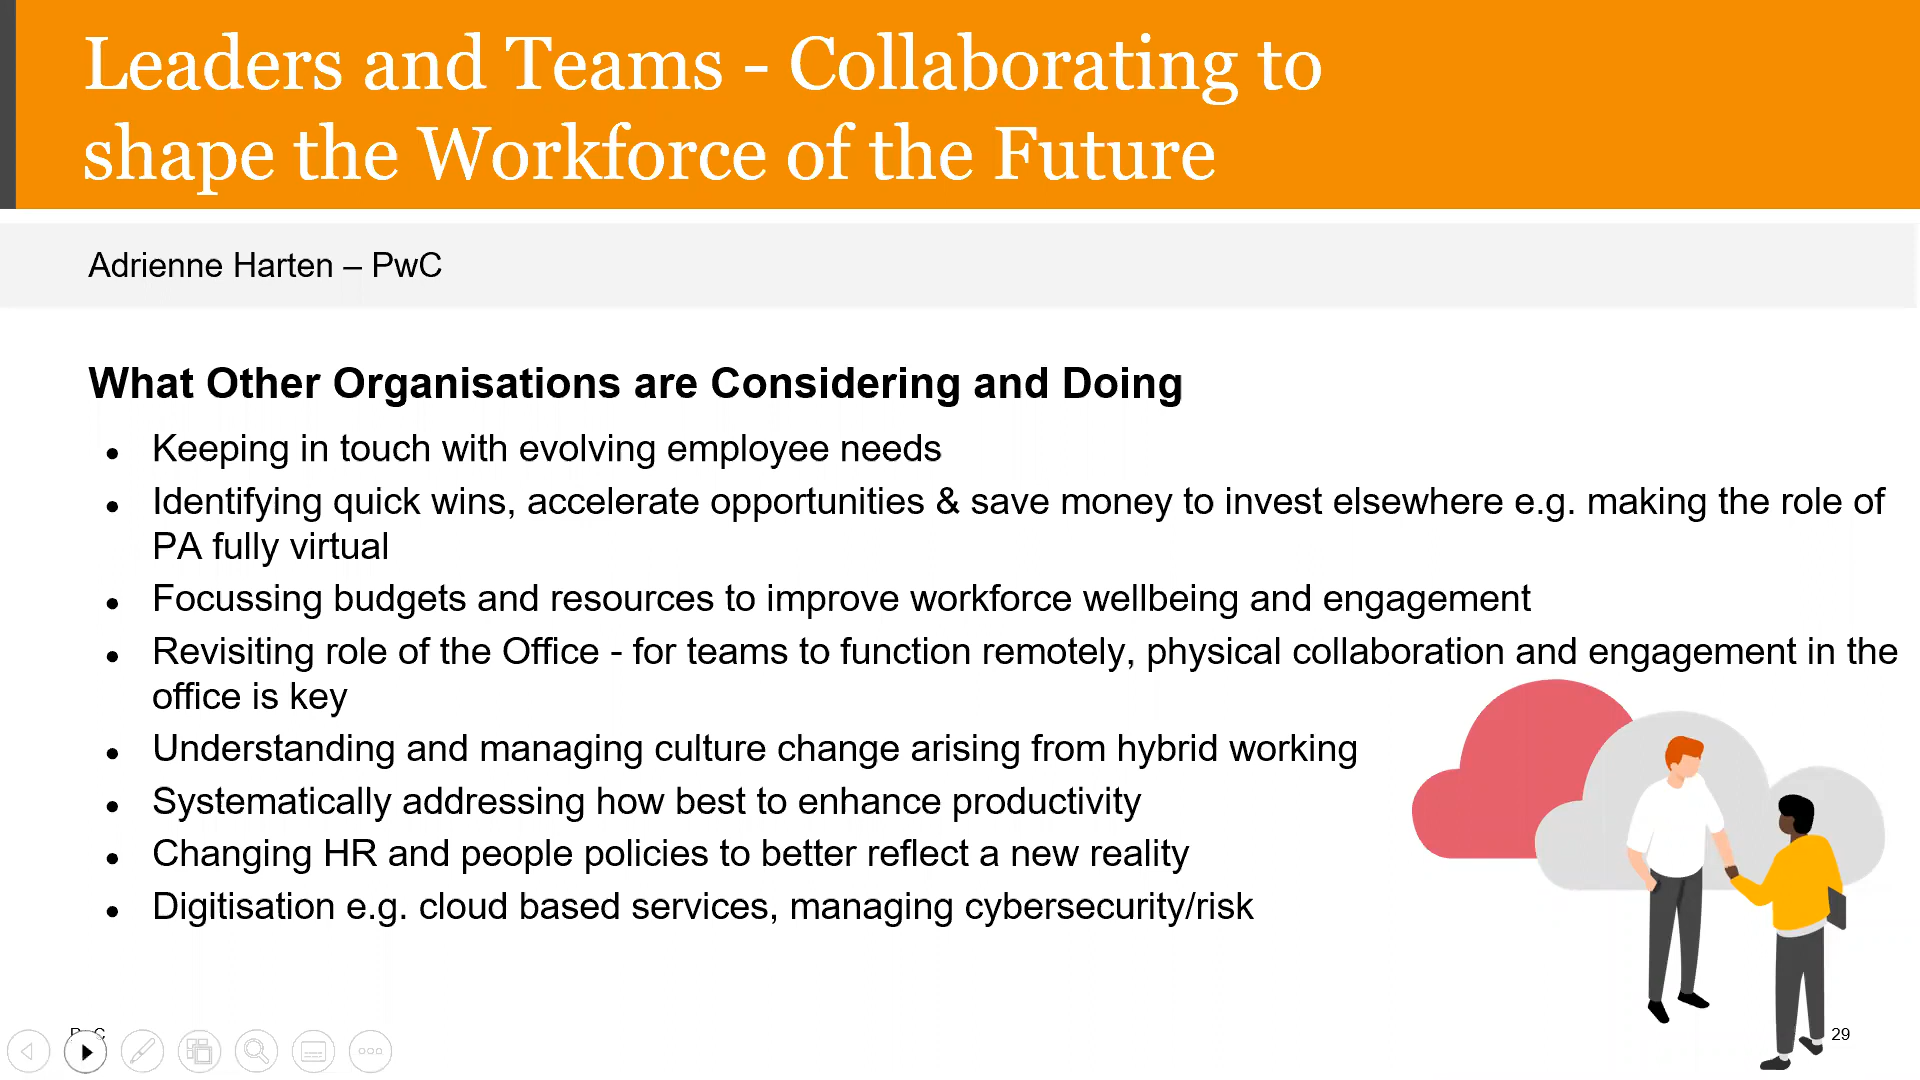 Leaders and Teams - Collaborating to
shape the Workforce of the Future
Adrienne Harten – PwC
What Other Organisations are Considering and Doing
• Keeping in touch with evolving employee needs
• Identifying quick wins, accelerate opportunities & save money to invest elsewhere e.g. making the role of
PA fully virtual
• Focussing budgets and resources to improve workforce wellbeing and engagement
• Revisiting role of the Office - for teams to function remotely, physical collaboration and engagement in the
office is key
• Understanding and managing culture change arising from hybrid working
• Systematically addressing how best to enhance productivity
• Changing HR and people policies to better reflect a new reality
• Digitisation e.g. cloud based services, managing cybersecurity/risk
PwC
29